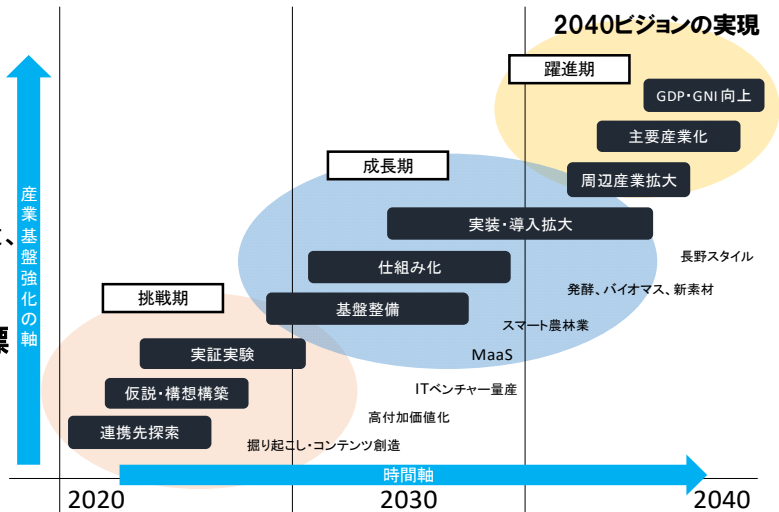 2040ビジョンの実現
躍進期
GDP・GNI 向上
主要産業化
周辺産業拡大
成長期
実装・導入拡大
仕組み化
基盤整備
挑戦期
実証実験
仮説・構想構築
連携先探索
長野スタイル
発酵、バイオマス、新素材
スマート農林業
MaaS
ITベンチャー量産
高付加価値化
掘り起こし・コンテンツ創造
産業基盤強化の軸
、
標
時間軸
2020
2030
2040